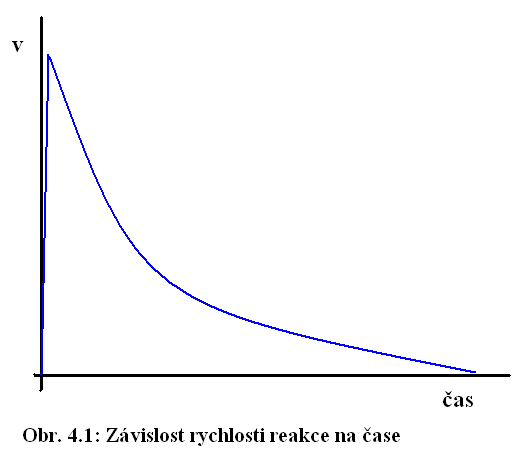 v
čas
Obr. 4.1: Závislost rychlosti reakce na čase